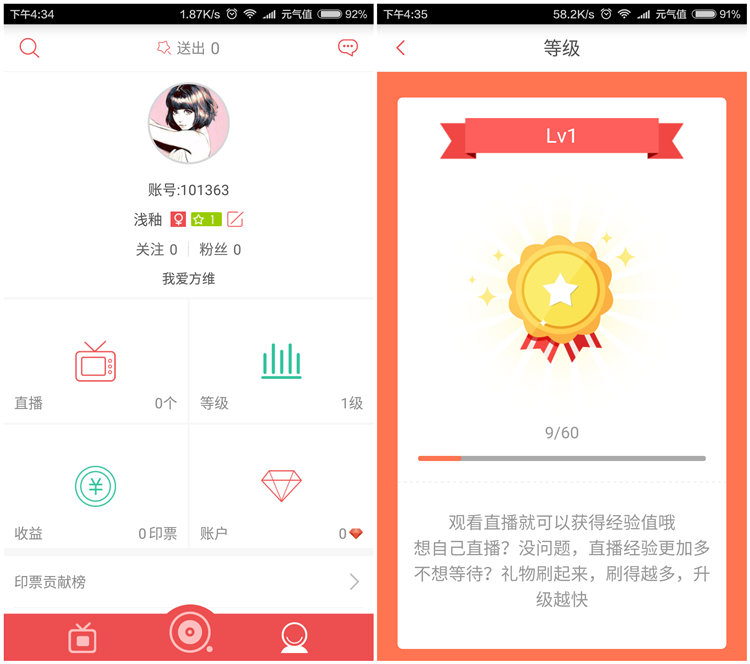 下午4:34
1.87K/s
元气值
92%
送出 0
账号:101363
浅釉
1
关注 0
粉丝 0
我爱方维
直播
0个
等级
1级
收益
0印票
账户
0
印票贡献榜
下午4:35
58.2K/s
元气值
91%
等级
Lv1
9/60
观看直播就可以获得经验值哦
想自己直播？没问题，直播经验更加多
不想等待？礼物刷起来，刷得越多，升
级越快